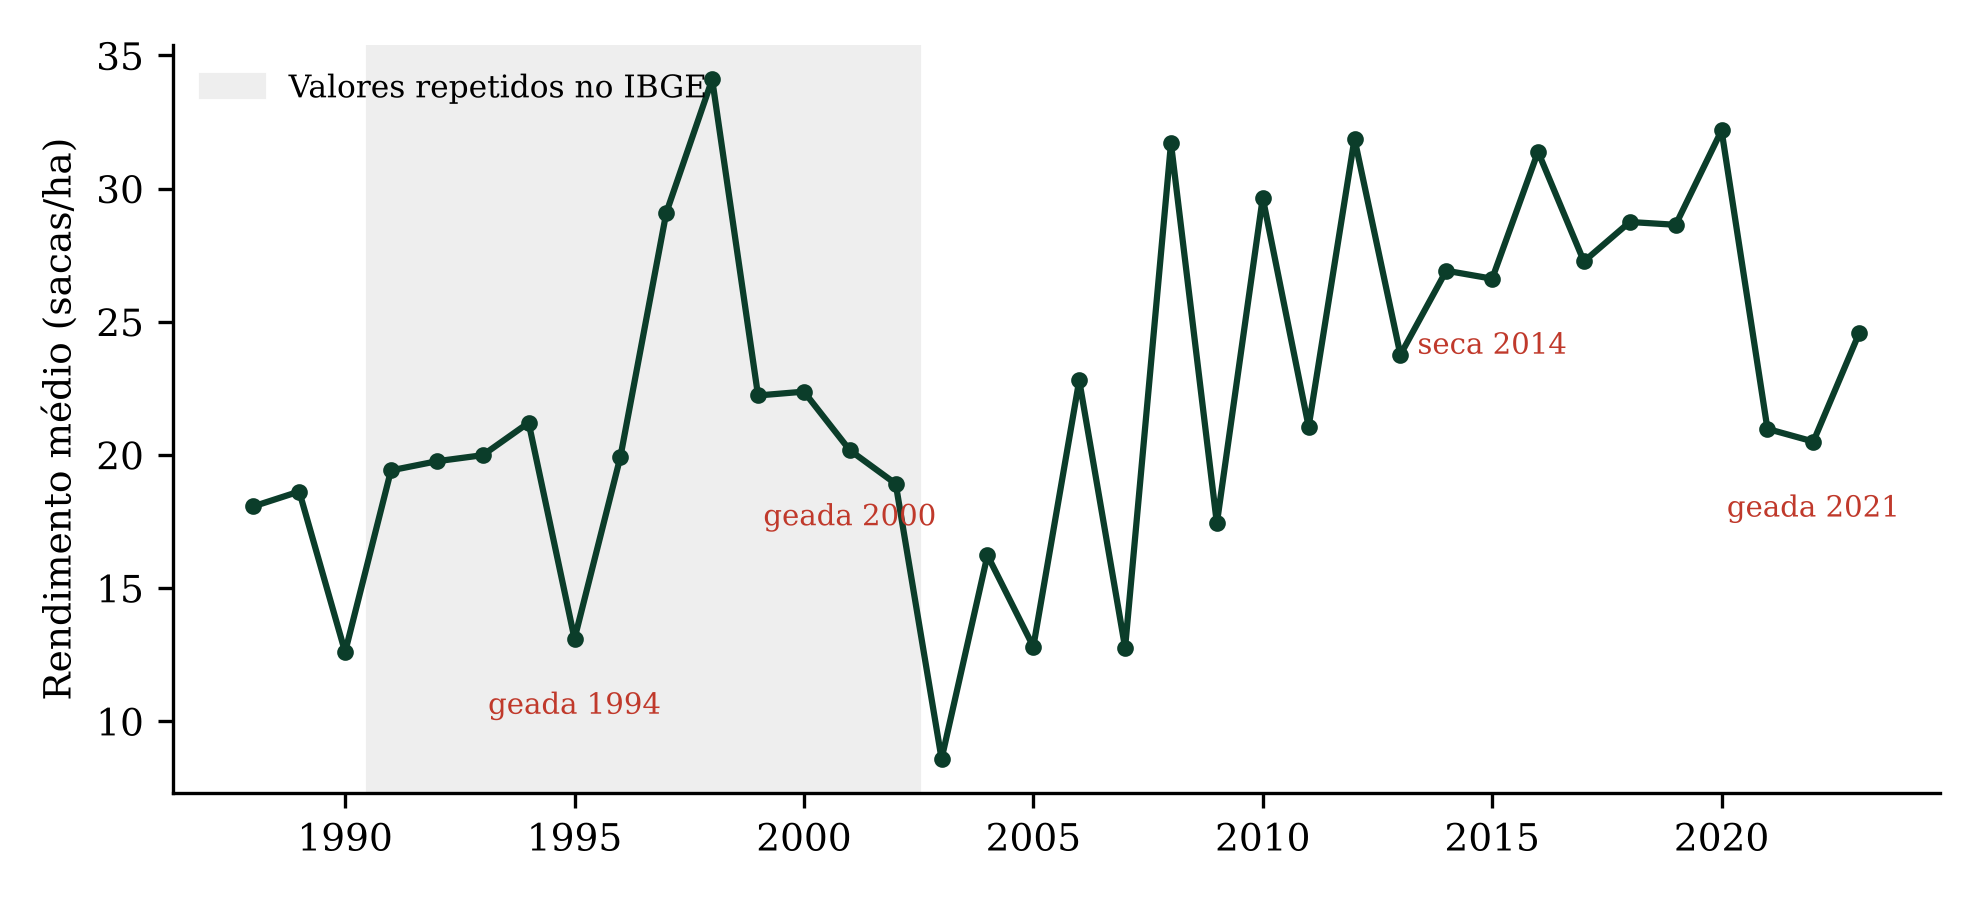 Rendimento médio (sacas/ha)
35
30
25
20
15
10
Valores repetidos no IBGE
seca 2014
geada 2000
geada 2021
geada 1994
1990 1995 2000 2005 2010 2015 2020